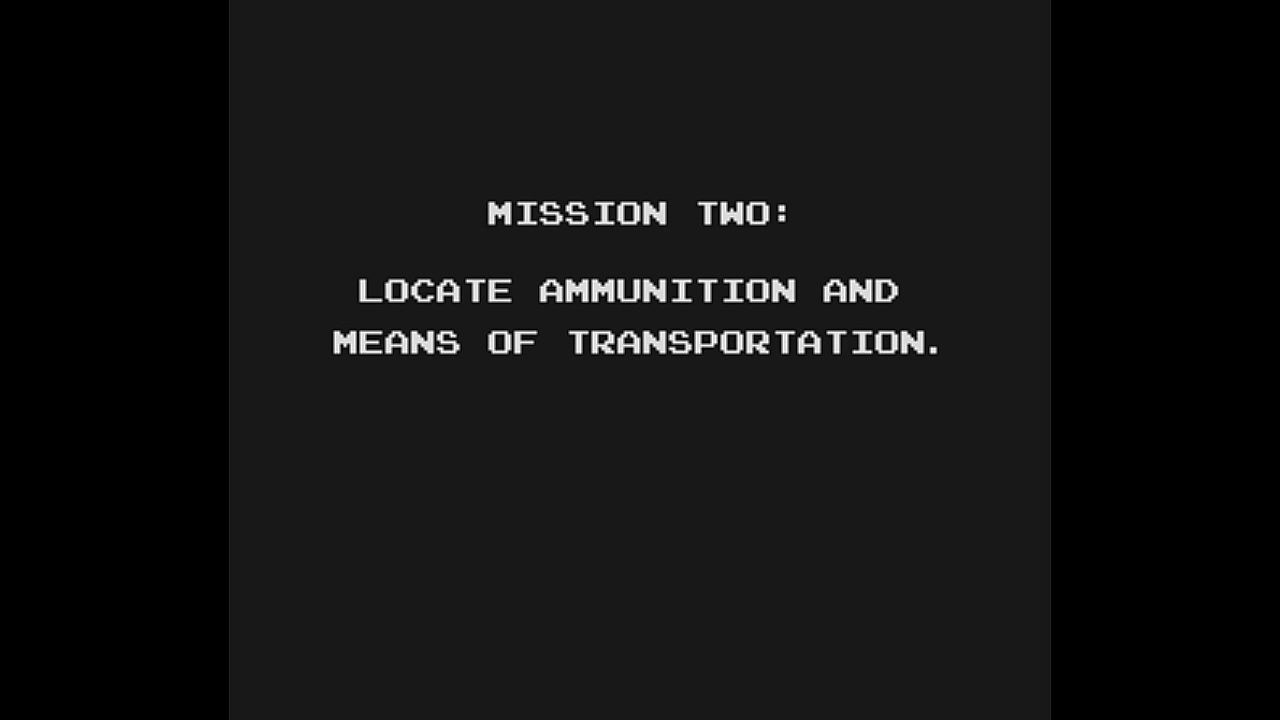 MISSION TWO:
LOCATE AMMUNITION AND
MEANS OF TRANSPORTATION.